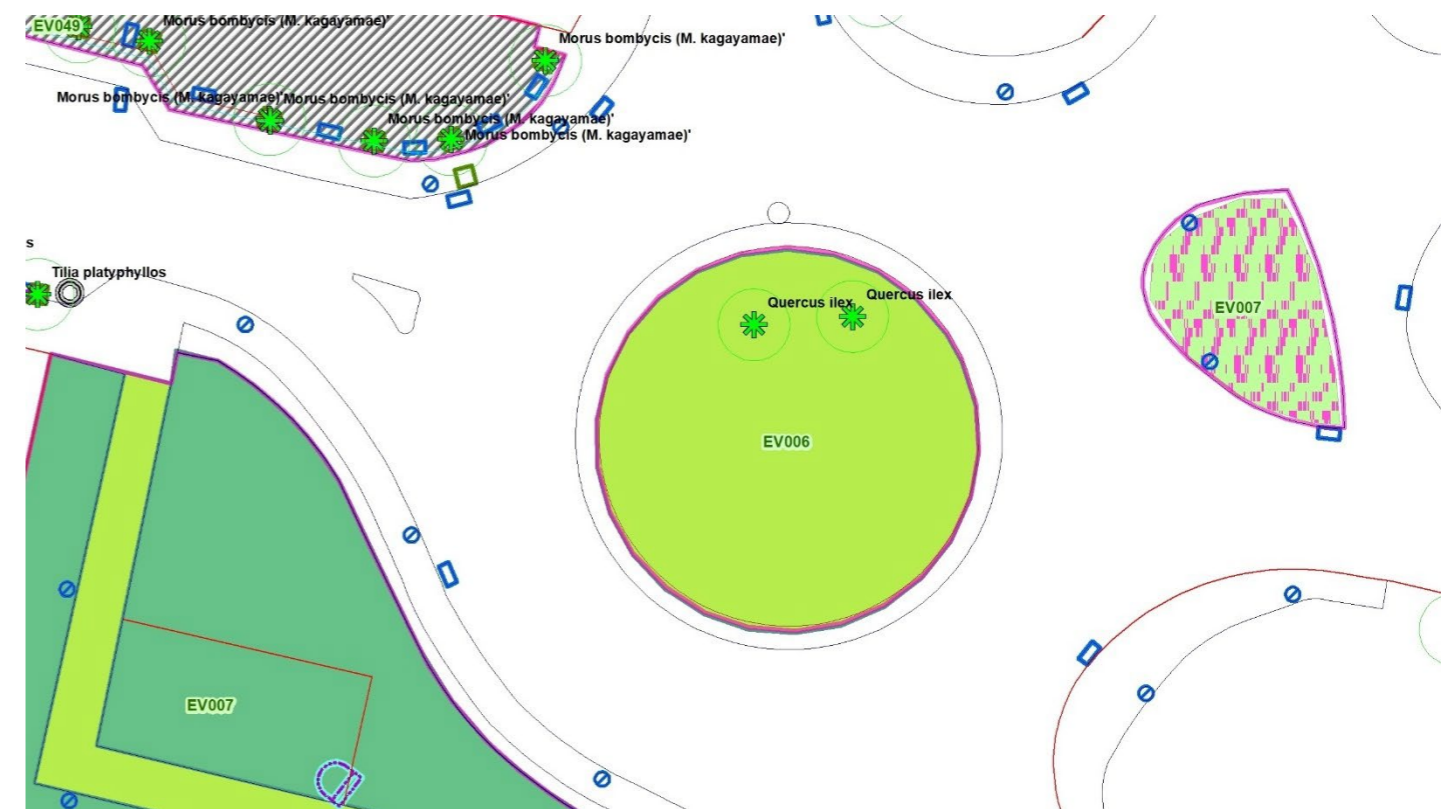 Morus bombycis (M. kagayamae)'
EV049
Morus bombycis (M. kagayamae)'
Morus bombycis (M. kagayamae)'
Morus bombycis (M. kagayamae)'
Morus bombycis (M. kagayamae)'
Morus bombycis (M. kagayamae)'
s
Tilia platyphyllos
Quercus ilex
Quercus ilex
EV007
EV006
EV007